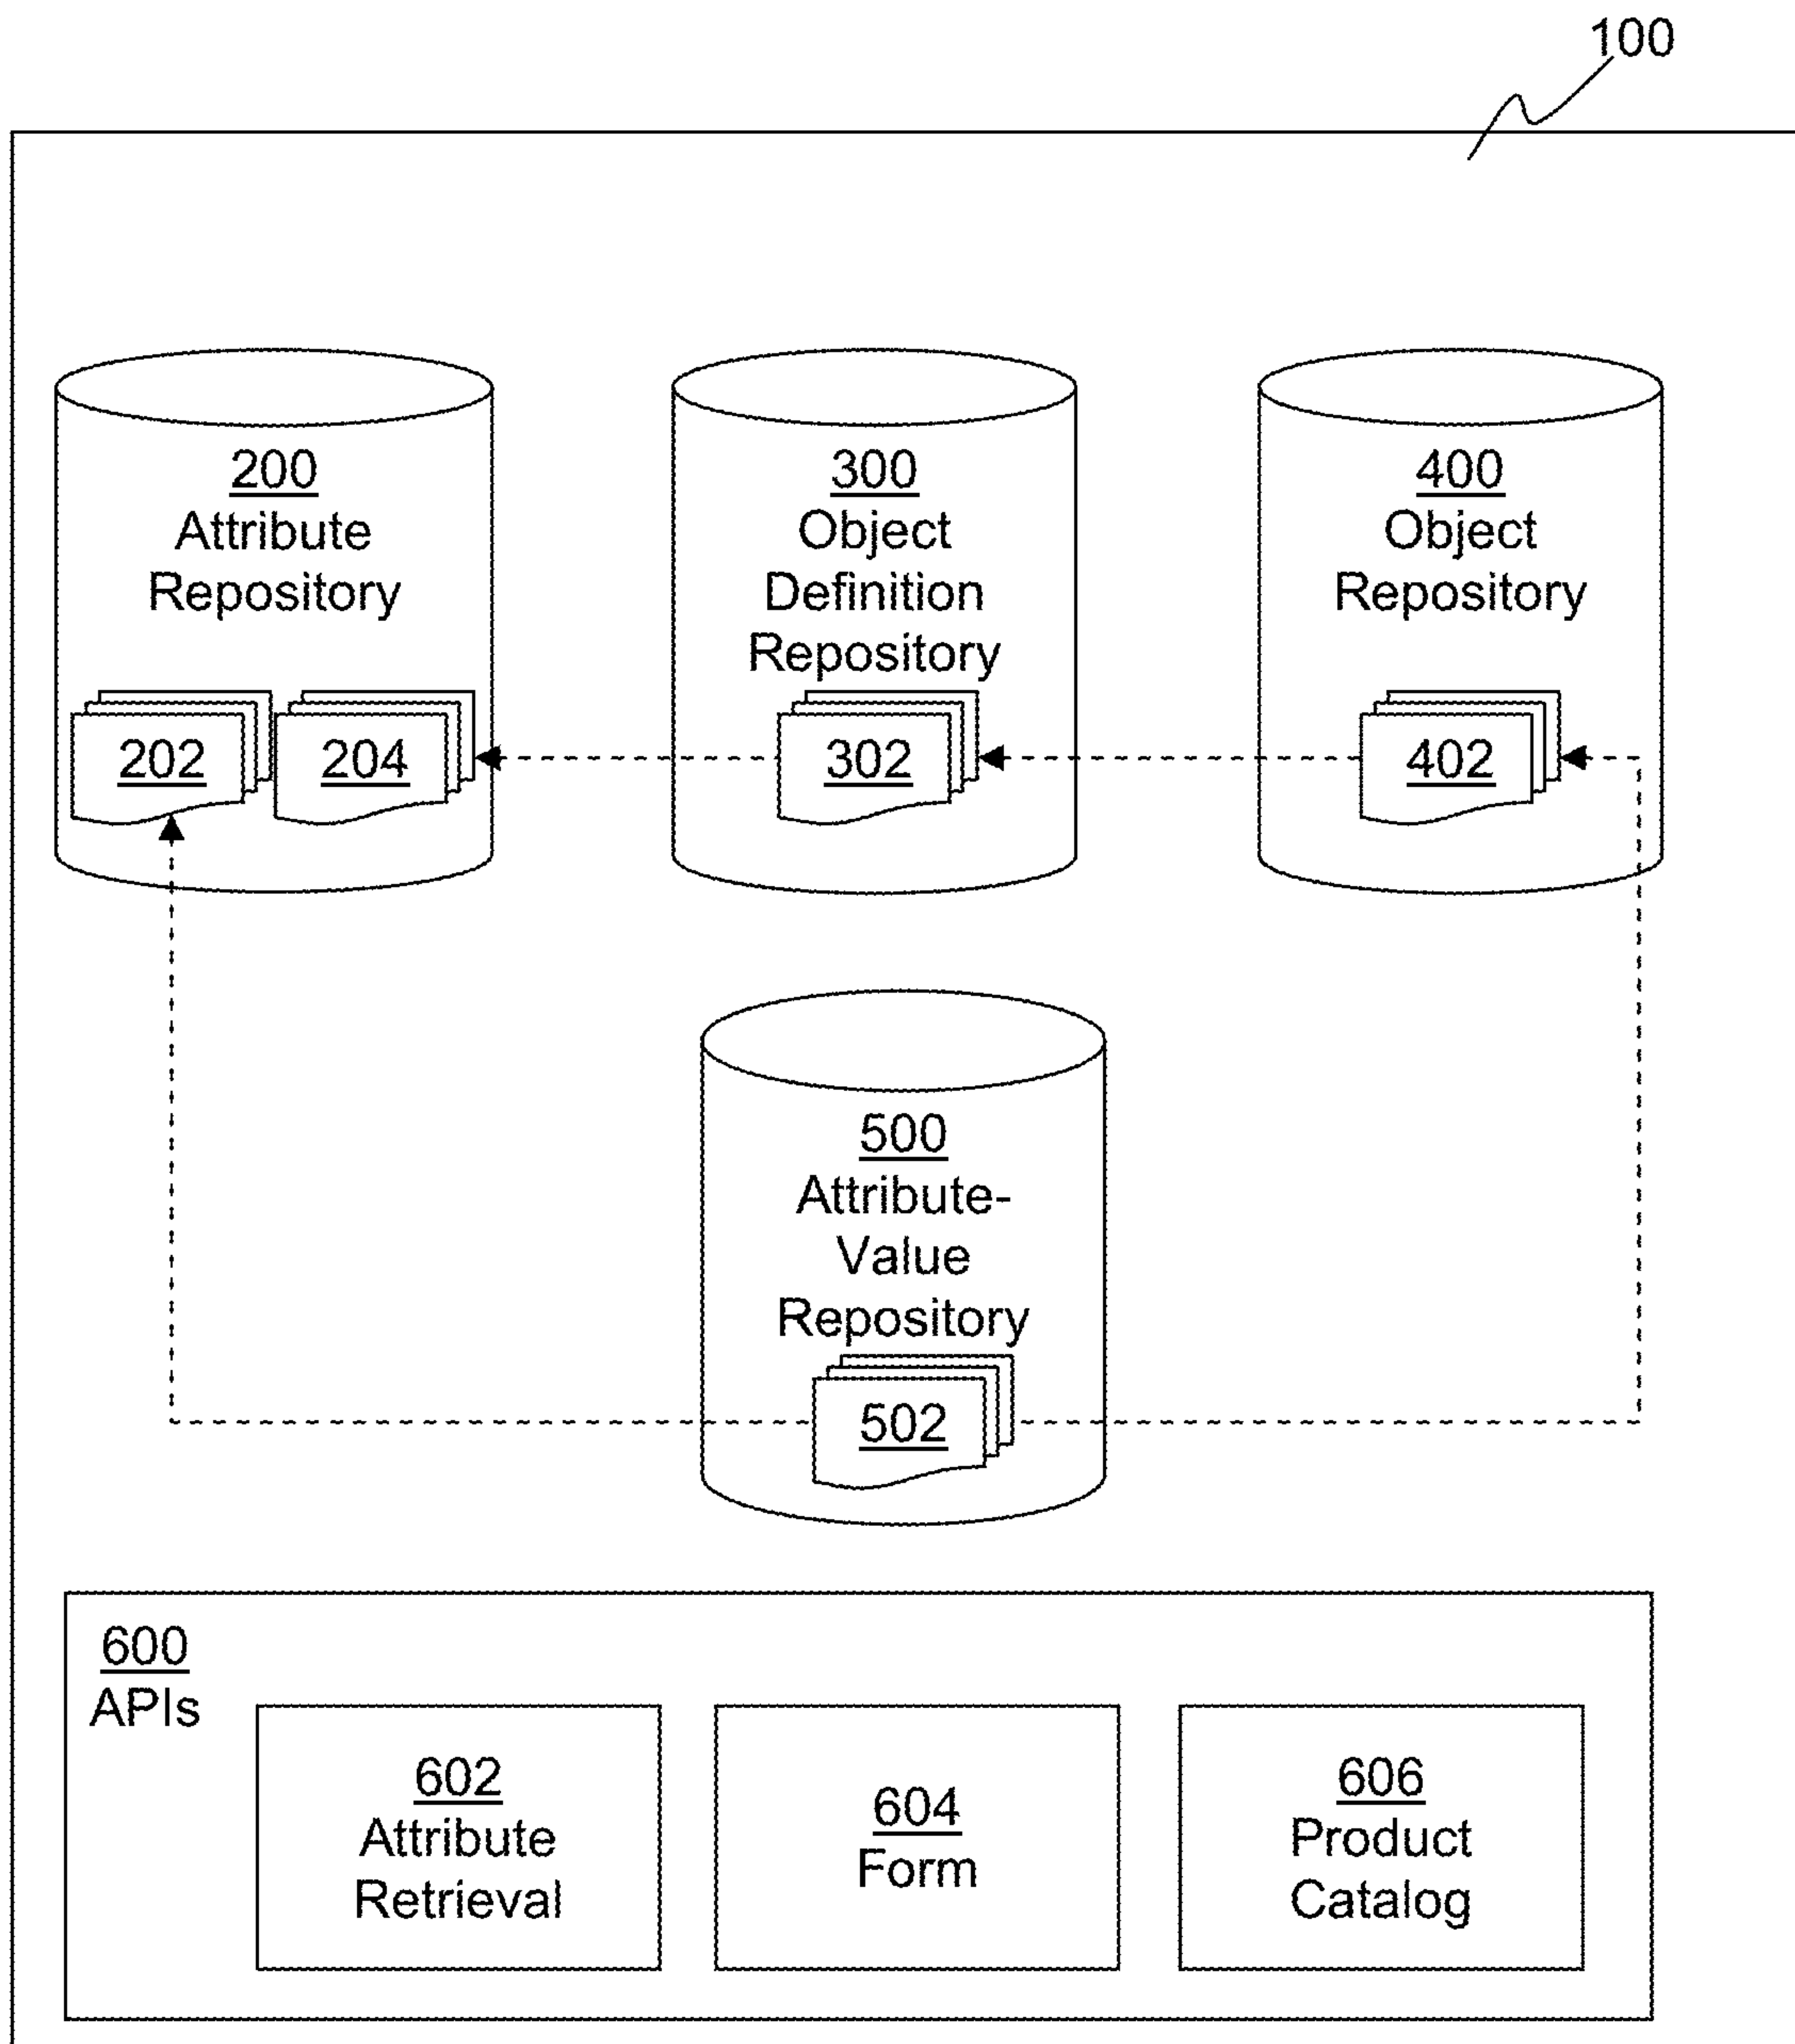 100
200
Attribute
Repository
300
Object
Definition
Repository
400
Object
Repository
202
204
302
402
500
Attribute-
Value
Repository
502
600
APIs
602
Attribute
Retrieval
604
Form
606
Product
Catalog